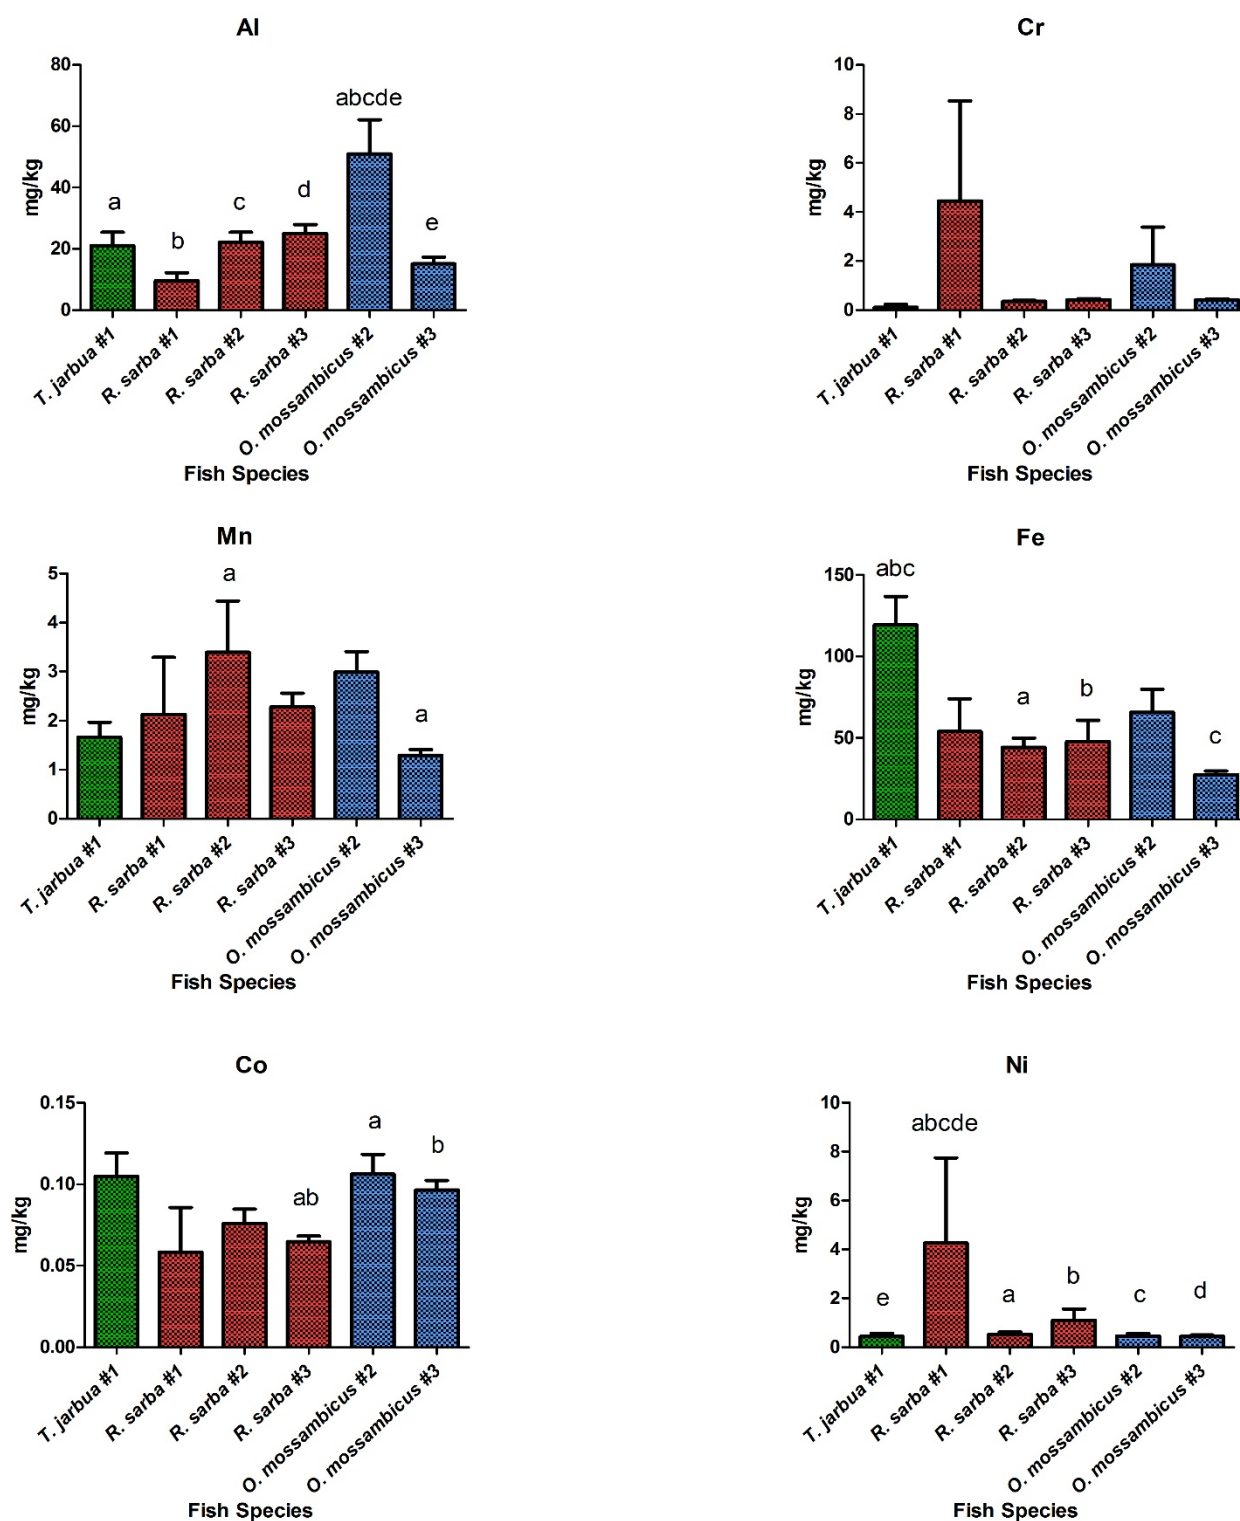 Al
80
60
40
20
0
mg/kg
a
b
c
d
abcde
e
T. jarbua #1
R. sarba #1
R. sarba #2
R. sarba #3
O. mossambicus #2
O. mossambicus #3
Fish Species
Cr
10
8
6
4
2
0
mg/kg
T. jarbua #1
R. sarba #1
R. sarba #2
R. sarba #3
O. mossambicus #2
O. mossambicus #3
Fish Species
Mn
5
4
3
2
1
0
mg/kg
a
a
T. jarbua #1
R. sarba #1
R. sarba #2
R. sarba #3
O. mossambicus #2
O. mossambicus #3
Fish Species
Fe
150
100
50
0
mg/kg
abc
a
b
c
T. jarbua #1
R. sarba #1
R. sarba #2
R. sarba #3
O. mossambicus #2
O. mossambicus #3
Fish Species
Co
0.15
0.10
0.05
0.00
mg/kg
ab
a
b
T. jarbua #1
R. sarba #1
R. sarba #2
R. sarba #3
O. mossambicus #2
O. mossambicus #3
Fish Species
Ni
10
8
6
4
2
0
mg/kg
e
abcde
a
b
c
d
T. jarbua #1
R. sarba #1
R. sarba #2
R. sarba #3
O. mossambicus #2
O. mossambicus #3
Fish Species